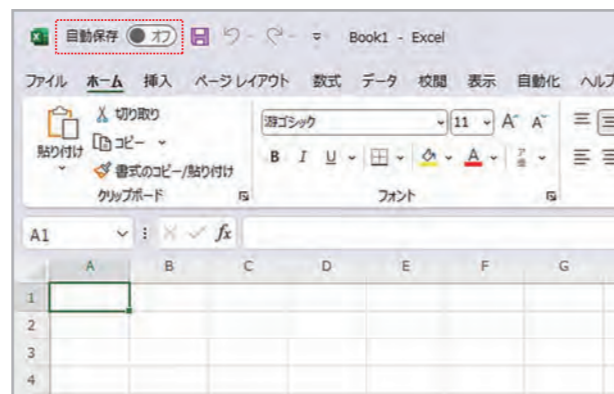 自動保存 オフ Book1 - Excel
ファイル ホーム 挿入 ページ レイアウト 数式 データ 校閲 表示 自動化 ヘルプ
切り取り
コピー
書式のコピー/貼り付け
貼り付け
クリップボード
游ゴシック 11 A A
B I U A ア亜
フォント
A1 fx
A B C D E F G
1
2
3
4